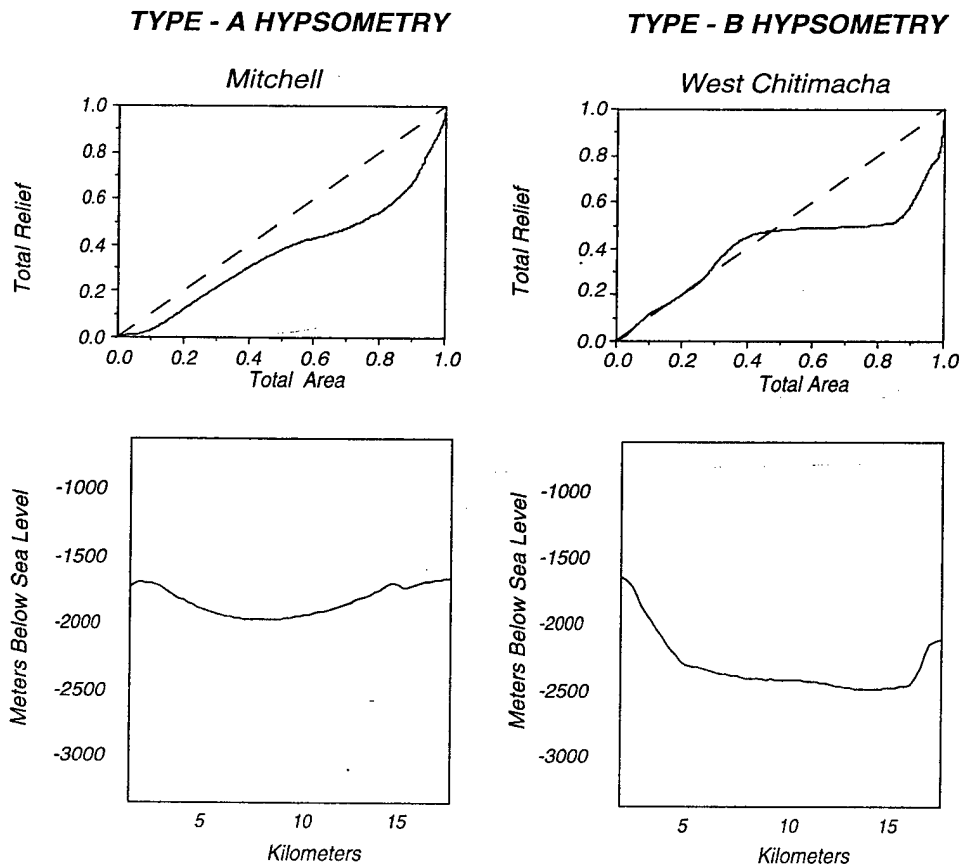 TYPE - A HYPSOMETRY
Mitchell
Total Relief
1.0
0.8
0.6
0.4
0.2
0.0
0.0 0.2 0.4 0.6 0.8 1.0
Total Area
Meters Below Sea Level
-1000
-1500
-2000
-2500
-3000
5 10 15
Kilometers
TYPE - B HYPSOMETRY
West Chitimacha
Total Relief
1.0
0.8
0.6
0.4
0.2
0.0
0.0 0.2 0.4 0.6 0.8 1.0
Total Area
Meters Below Sea Level
-1000
-1500
-2000
-2500
-3000
5 10 15
Kilometers